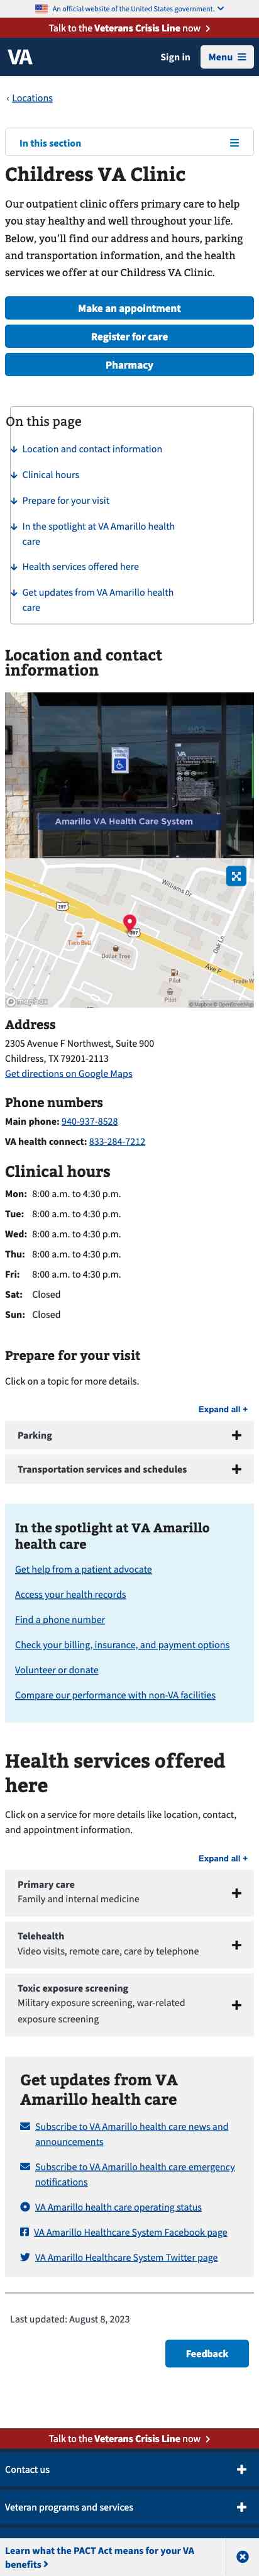 An official website of the United States government.
Talk to the Veterans Crisis Line now
VA
Sign in
Menu
Locations
In this section
Childress VA Clinic
Our outpatient clinic offers primary care to help
you stay healthy and well throughout your life.
Below, you'll find our address and hours, parking
and transportation information, and the health
services we offer at our Childress VA Clinic.
Make an appointment
Register for care
Pharmacy
On this page
Location and contact information
Clinical hours
Prepare for your visit
In the spotlight at VA Amarillo health
care
Health services offered here
Get updates from VA Amarillo health
care
Location and contact
information
VA
Amarillo VA Health Care System
Williams Dr
287
Taco Bell
287
Dollar Tree
Oak Ln
Ave F
Pilot
Trade W
Pilot
mapbox
© Mapbox © OpenStreetMap
Address
2305 Avenue F Northwest, Suite 900
Childress, TX 79201-2113
Get directions on Google Maps
Phone numbers
Main phone: 940-937-8528
VA health connect: 833-284-7212
Clinical hours
Mon: 8:00 a.m. to 4:30 p.m.
Tue: 8:00 a.m. to 4:30 p.m.
Wed: 8:00 a.m. to 4:30 p.m.
Thu: 8:00 a.m. to 4:30 p.m.
Fri: 8:00 a.m. to 4:30 p.m.
Sat: Closed
Sun: Closed
Prepare for your visit
Click on a topic for more details.
Expand all +
Parking
Transportation services and schedules
In the spotlight at VA Amarillo
health care
Get help from a patient advocate
Access your health records
Find a phone number
Check your billing, insurance, and payment options
Volunteer or donate
Compare our performance with non-VA facilities
Health services offered
here
Click on a service for more details like location, contact,
and appointment information.
Expand all +
Primary care
Family and internal medicine
Telehealth
Video visits, remote care, care by telephone
Toxic exposure screening
Military exposure screening, war-related
exposure screening
Get updates from VA
Amarillo health care
Subscribe to VA Amarillo health care news and
announcements
Subscribe to VA Amarillo health care emergency
notifications
VA Amarillo health care operating status
VA Amarillo Healthcare System Facebook page
VA Amarillo Healthcare System Twitter page
Last updated: August 8, 2023
Feedback
Talk to the Veterans Crisis Line now
Contact us
Veteran programs and services
Learn what the PACT Act means for your VA
benefits